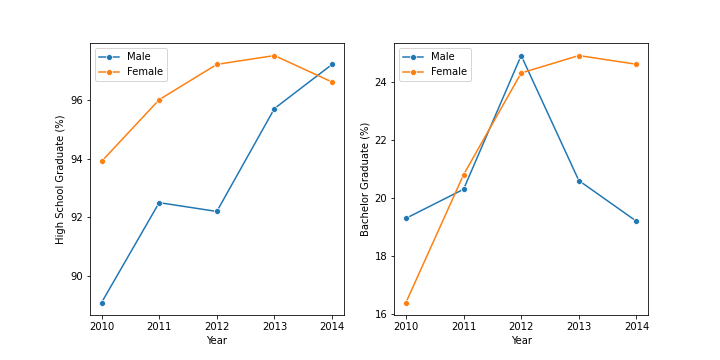 Male
Female
High School Graduate (%)
96
94
92
90
2010 2011 2012 2013 2014
Year
Male
Female
Bachelor Graduate (%)
24
22
20
18
16
2010 2011 2012 2013 2014
Year